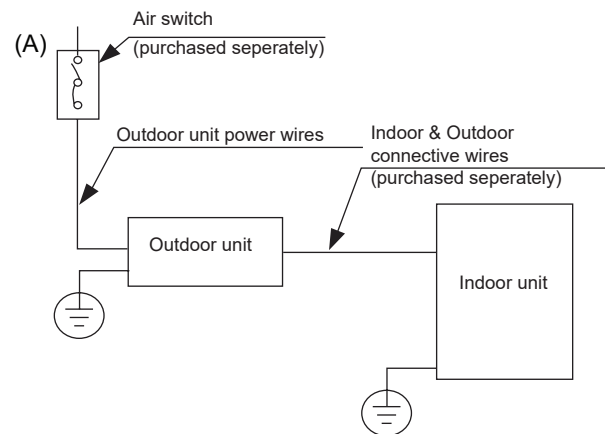 Air switch
(A)
(purchased seperately)
Outdoor unit power wires
Indoor & Outdoor
connective wires
(purchased seperately)
Outdoor unit
Indoor unit